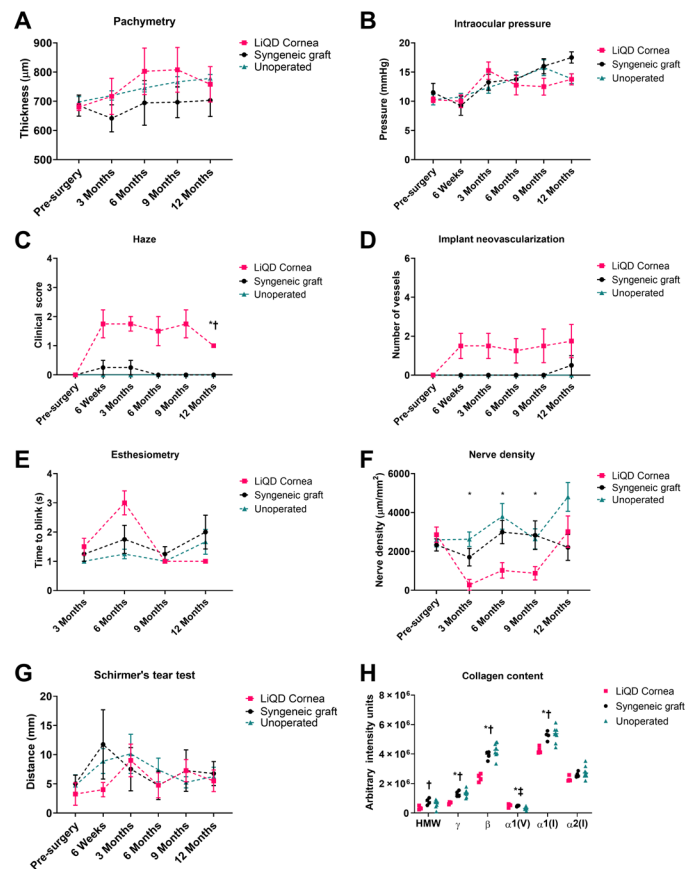 A
Pachymetry
Thickness (µm)
900
800
700
600
500
Pre-surgery
3 Months
6 Months
9 Months
12 Months
LiQD Cornea
Syngeneic graft
Unoperated
B
Intraocular pressure
Pressure (mmHg)
20
15
10
5
0
Pre-surgery
6 Weeks
3 Months
6 Months
9 Months
12 Months
LiQD Cornea
Syngeneic graft
Unoperated
C
Haze
Clinical score
4
3
2
1
0
*†
Pre-surgery
6 Weeks
3 Months
6 Months
9 Months
12 Months
LiQD Cornea
Syngeneic graft
Unoperated
D
Implant neovascularization
Number of vessels
6
4
2
0
Pre-surgery
6 Weeks
3 Months
6 Months
9 Months
12 Months
LiQD Cornea
Syngeneic graft
Unoperated
E
Esthesiometry
Time to blink (s)
4
3
2
1
0
3 Months
6 Months
9 Months
12 Months
LiQD Cornea
Syngeneic graft
Unoperated
F
Nerve density
Nerve density (µm/mm²)
6000
4000
2000
0
* * *
Pre-surgery
3 Months
6 Months
9 Months
12 Months
LiQD Cornea
Syngeneic graft
Unoperated
G
Schirmer's tear test
Distance (mm)
20
15
10
5
0
Pre-surgery
6 Weeks
3 Months
6 Months
9 Months
12 Months
LiQD Cornea
Syngeneic graft
Unoperated
H
Collagen content
Arbitrary intensity units
8 × 10⁶
6 × 10⁶
4 × 10⁶
2 × 10⁶
0
† *† *† *‡ *†
HMW γ β α1(V) α1(I) α2(I)
LiQD Cornea
Syngeneic graft
Unoperated